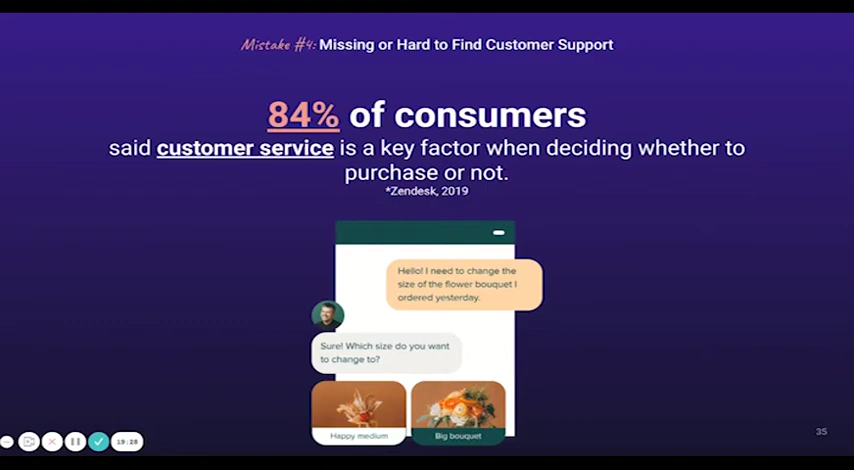 Mistake #4: Missing or Hard to Find Customer Support
84% of consumers
said customer service is a key factor when deciding whether to
purchase or not.
*Zendesk, 2019
Hello! I need to change the
size of the flower bouquet I
ordered yesterday.
Sure! Which size do you want
to change to?
Happy medium
Big bouquet
35
19:28